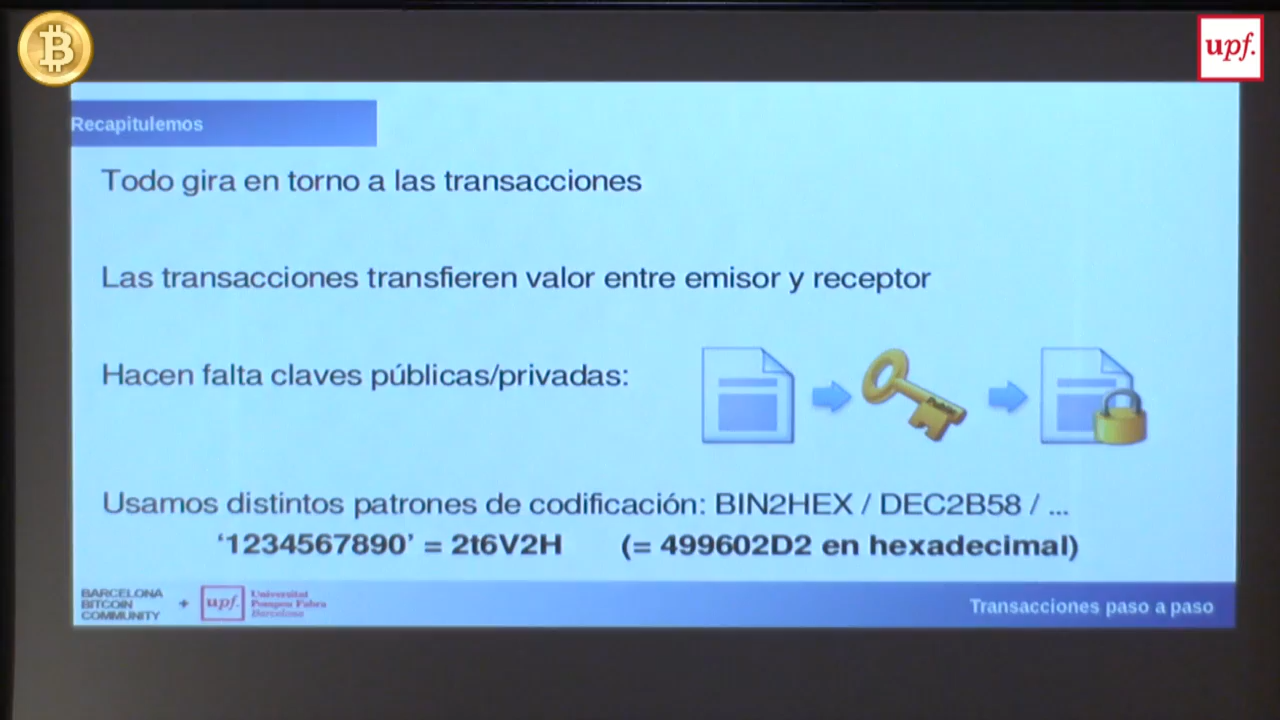 upf.
Recapitulemos
Todo gira en torno a las transacciones
Las transacciones transfieren valor entre emisor y receptor
Hacen falta claves públicas/privadas:
Public
Usamos distintos patrones de codificación: BIN2HEX / DEC2B58 / ...
‘1234567890’ = 2t6V2H (= 499602D2 en hexadecimal)
BARCELONA
BITCOIN
COMMUNITY
+
upf.
Universitat
Pompeu Fabra
Barcelona
Transacciones paso a paso